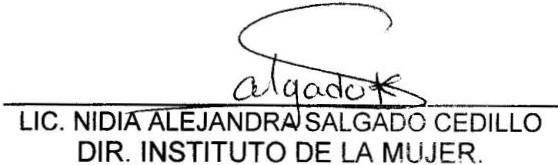 Salgado
LIC. NIDIA ALEJANDRA SALGADO CEDILLO
DIR. INSTITUTO DE LA MUJER.